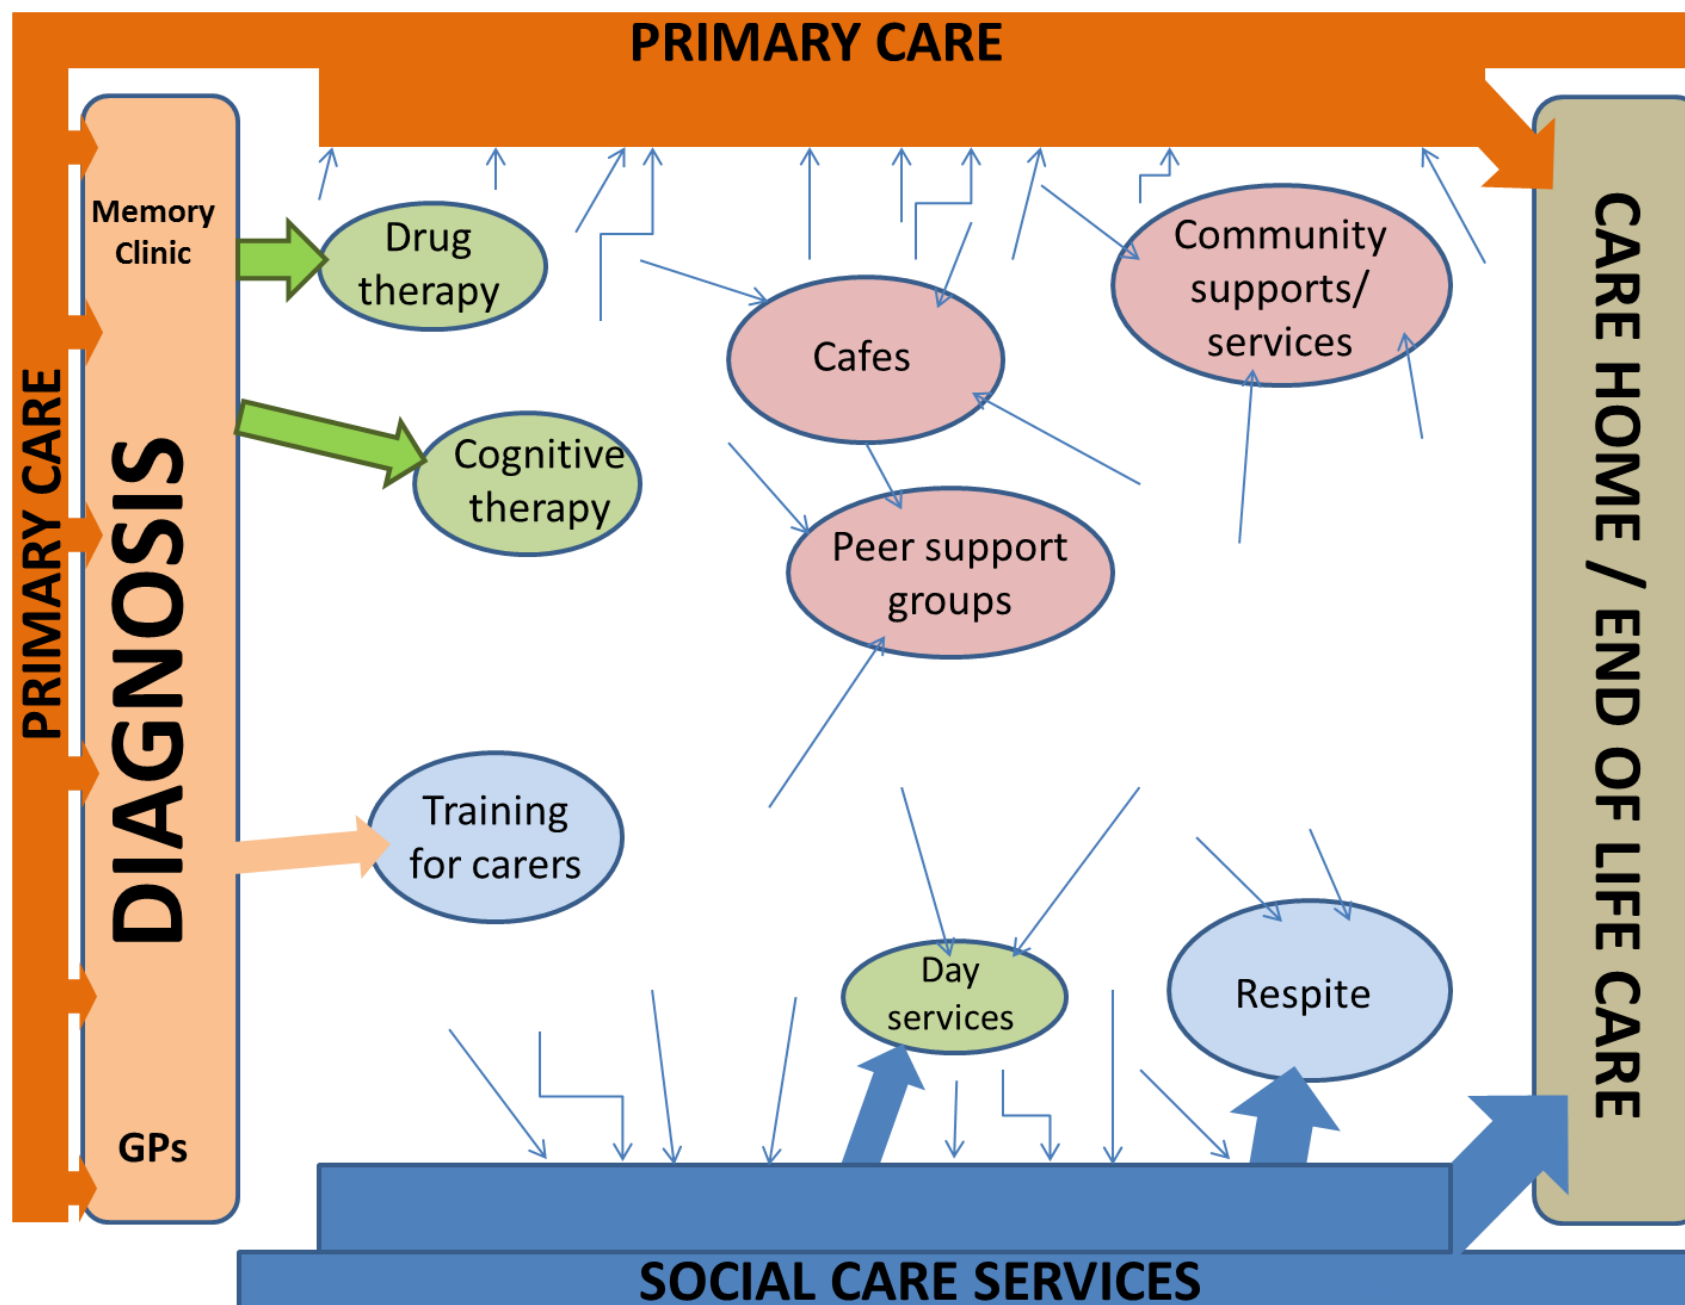 PRIMARY CARE
PRIMARY CARE
Memory
Clinic
DIAGNOSIS
GPs
Drug
therapy
Cognitive
therapy
Training
for carers
Cafes
Peer support
groups
Community
supports/
services
Day
services
Respite
CARE HOME / END OF LIFE CARE
SOCIAL CARE SERVICES